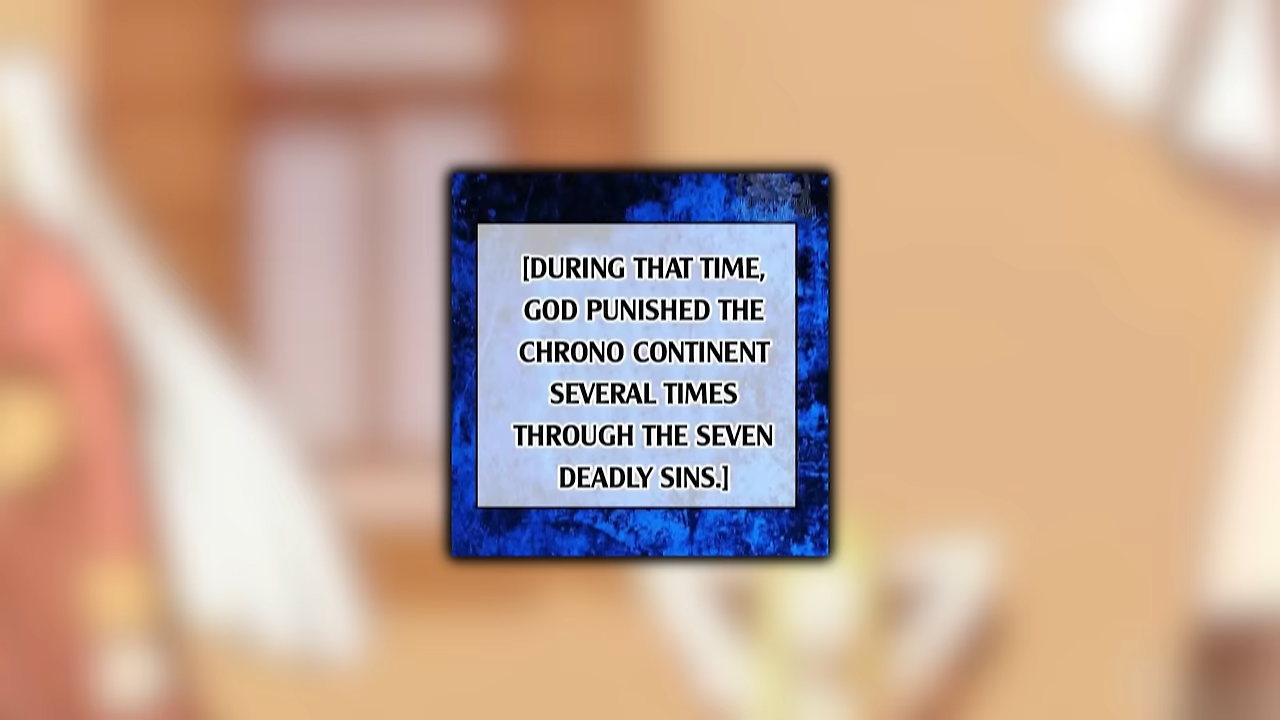 [DURING THAT TIME,
GOD PUNISHED THE
CHRONO CONTINENT
SEVERAL TIMES
THROUGH THE SEVEN
DEADLY SINS.]